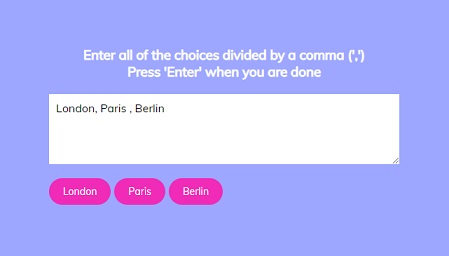 Enter all of the choices divided by a comma (',')
Press 'Enter' when you are done
London, Paris , Berlin
London Paris Berlin